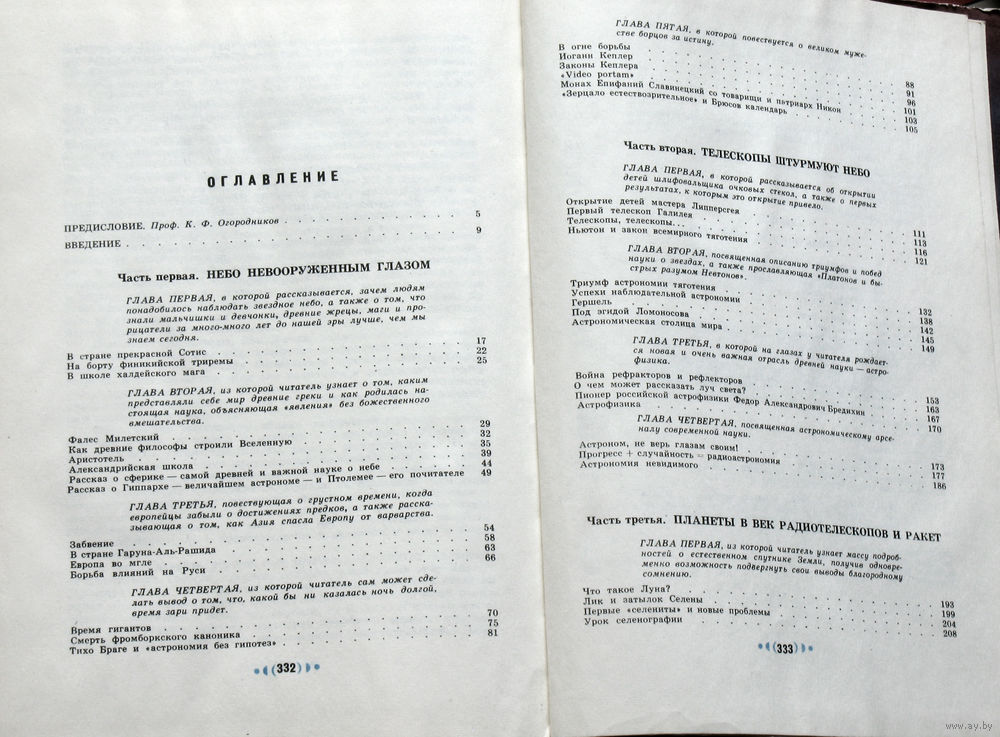 ОГЛАВЛЕНИЕ
ПРЕДИСЛОВИЕ. Проф. К. Ф. Огородников . . . 5
ВВЕДЕНИЕ . . . 9
Часть первая. НЕБО НЕВООРУЖЕННЫМ ГЛАЗОМ
ГЛАВА ПЕРВАЯ, в которой рассказывается, зачем людям
понадобилось наблюдать звездное небо, а также о том, что
знали мальчишки и девчонки, древние жрецы, маги и про-
рицатели за много-много лет до нашей эры лучше, чем мы
знаем сегодня.
В стране прекрасной Сотис . . . 17
На борту финикийской триремы . . . 22
В школе халдейского мага . . . 25
ГЛАВА ВТОРАЯ, из которой читатель узнает о том, каким
представляли себе мир древние греки и как родилась на-
стоящая наука, объясняющая «явления» без божественного
вмешательства.
Фалес Милетский . . . 29
Как древние философы строили Вселенную . . . 32
Аристотель . . . 35
Александрийская школа . . . 39
Рассказ о сферике — самой древней и важной науке о небе . . . 44
Рассказ о Гиппархе — величайшем астрономе — и Птолемее — его почитателе 49
ГЛАВА ТРЕТЬЯ, повествующая о грустном времени, когда
европейцы забыли о достижениях предков, а также расска-
зывающая о том, как Азия спасла Европу от варварства.
Забвение . . . 54
В стране Гаруна-Аль-Рашида . . . 58
Европа во мгле . . . 63
Борьба влияний на Руси . . . 66
ГЛАВА ЧЕТВЕРТАЯ, из которой читатель сам может сде-
лать вывод о том, что, какой бы ни казалась ночь долгой,
время зари придет.
Время гигантов . . . 70
Смерть фромборкского каноника . . . 75
Тихо Браге и «астрономия без гипотез» . . . 81
332
ГЛАВА ПЯТАЯ, в которой повествуется о великом муже-
стве борцов за истину.
В огне борьбы . . . 88
Иоганн Кеплер . . . 91
Законы Кеплера . . . 96
«Video portam» . . . 101
Монах Епифаний Славинецкий со товарищи и патриарх Никон . . . 103
«Зерцало естествозрительное» и Брюсов календарь . . . 105
Часть вторая. ТЕЛЕСКОПЫ ШТУРМУЮТ НЕБО
ГЛАВА ПЕРВАЯ, в которой рассказывается об открытии
детей шлифовальщика очковых стекол, а также о первых
результатах, к которым это открытие привело.
Открытие детей мастера Липперсгея . . . 111
Первый телескоп Галилея . . . 113
Телескопы, телескопы... . . . 116
Ньютон и закон всемирного тяготения . . . 121
ГЛАВА ВТОРАЯ, посвященная описанию триумфов и побед
науки о звездах, а также прославляющая «Платонов и бы-
стрых разумом Невтонов».
Триумф астрономии тяготения . . . 132
Успехи наблюдательной астрономии . . . 138
Гершель . . . 142
Под эгидой Ломоносова . . . 145
Астрономическая столица мира . . . 149
ГЛАВА ТРЕТЬЯ, в которой на глазах у читателя рождает-
ся новая и очень важная отрасль древней науки — астро-
физика.
Война рефракторов и рефлекторов . . . 153
О чем может рассказать луч света? . . . 163
Пионер российской астрофизики Федор Александрович Бредихин . . . 167
Астрофизика . . . 170
ГЛАВА ЧЕТВЕРТАЯ, посвященная астрономическому арсе-
налу современной науки.
Астроном, не верь глазам своим! . . . 173
Прогресс + случайность = радиоастрономия . . . 177
Астрономия невидимого . . . 186
Часть третья. ПЛАНЕТЫ В ВЕК РАДИОТЕЛЕСКОПОВ И РАКЕТ
ГЛАВА ПЕРВАЯ, из которой читатель узнает массу подроб-
ностей о естественном спутнике Земли, получив одновре-
менно возможность подвергнуть свои выводы благородному
сомнению.
Что такое Луна? . . . 193
Лик и затылок Селены . . . 199
Первые «селениты» и новые проблемы . . . 204
Урок селенографии . . . 208
333
www.ay.by